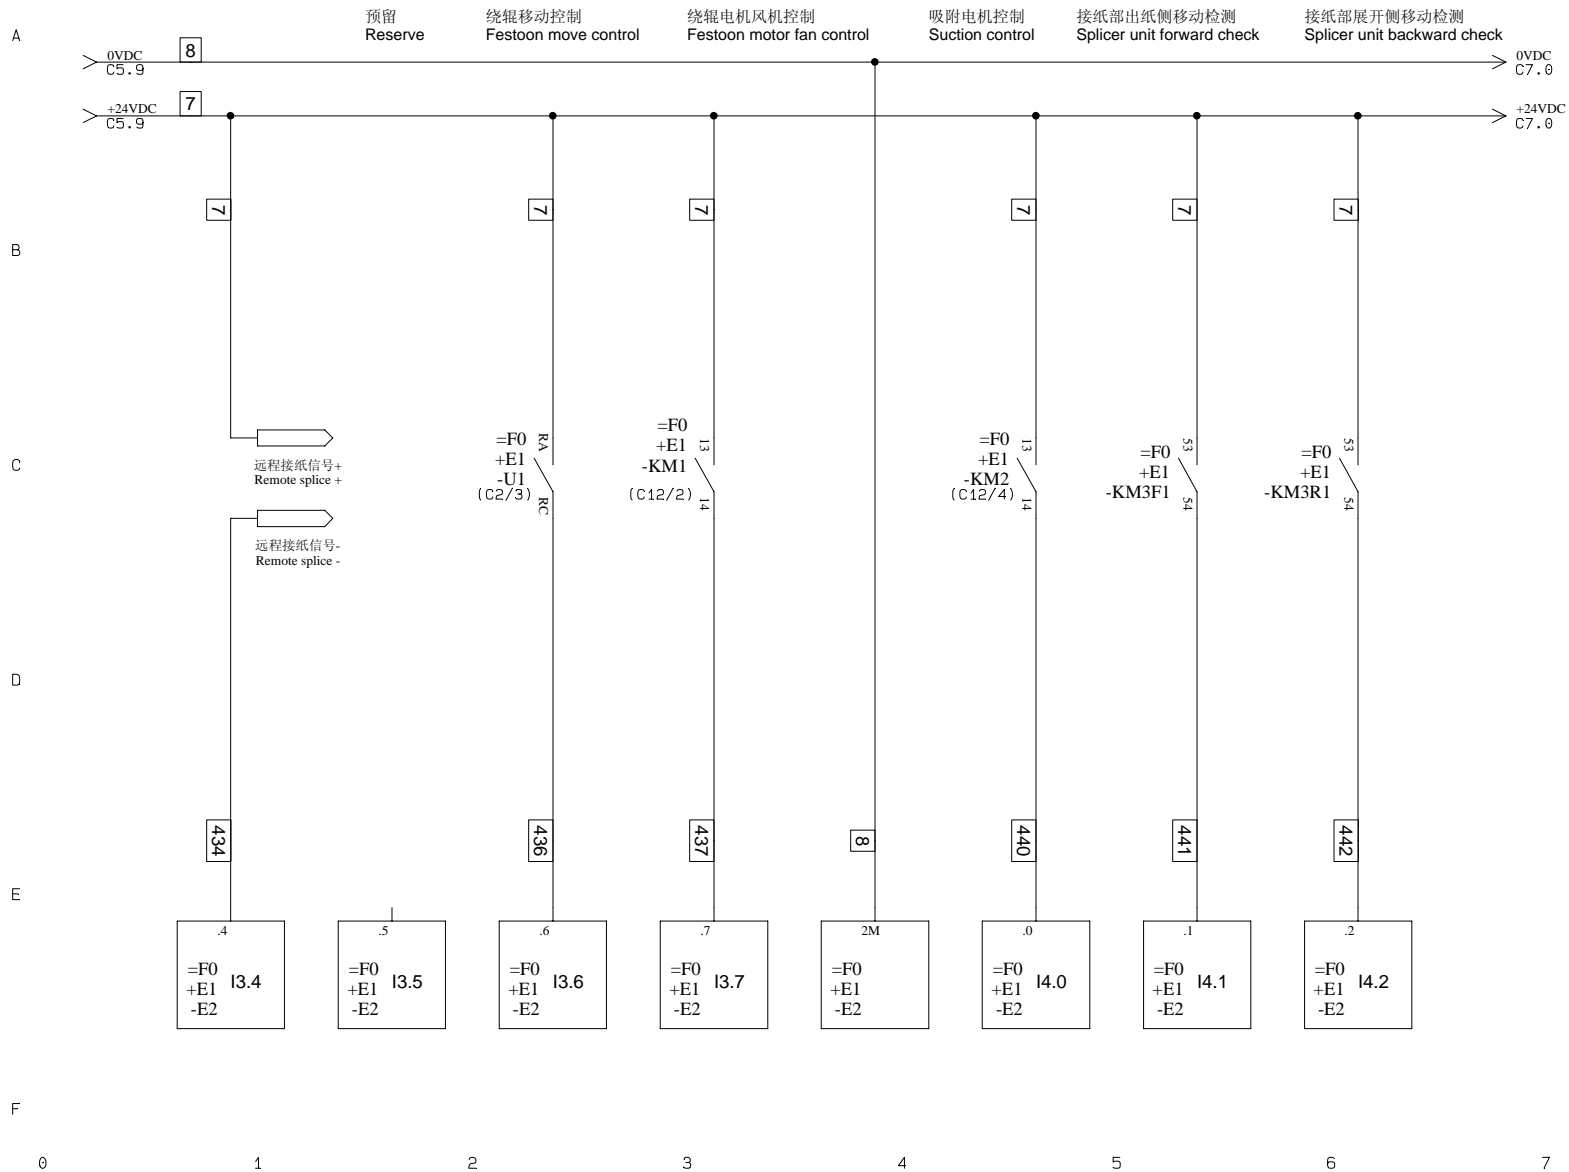 预留
Reserve
绕辊移动控制
Festoon move control
绕辊电机风机控制
Festoon motor fan control
吸附电机控制
Suction control
接纸部出纸侧移动检测
Splicer unit forward check
接纸部展开侧移动检测
Splicer unit backward check
A
0VDC
C5.9
8
0VDC
C7.0
+24VDC
C5.9
7
+24VDC
C7.0
7
7
7
7
7
7
B
C
远程接纸信号+
Remote splice +
远程接纸信号-
Remote splice -
=F0
+E1
-U1
(C2/3)
RA
RC
=F0
+E1
-KM1
(C12/2)
13
14
=F0
+E1
-KM2
(C12/4)
13
14
=F0
+E1
-KM3F1
53
54
=F0
+E1
-KM3R1
53
54
D
434
436
437
8
440
441
442
E
.4
=F0
+E1
-E2
I3.4
.5
=F0
+E1
-E2
I3.5
.6
=F0
+E1
-E2
I3.6
.7
=F0
+E1
-E2
I3.7
2M
=F0
+E1
-E2
.0
=F0
+E1
-E2
I4.0
.1
=F0
+E1
-E2
I4.1
.2
=F0
+E1
-E2
I4.2
F
0 1 2 3 4 5 6 7